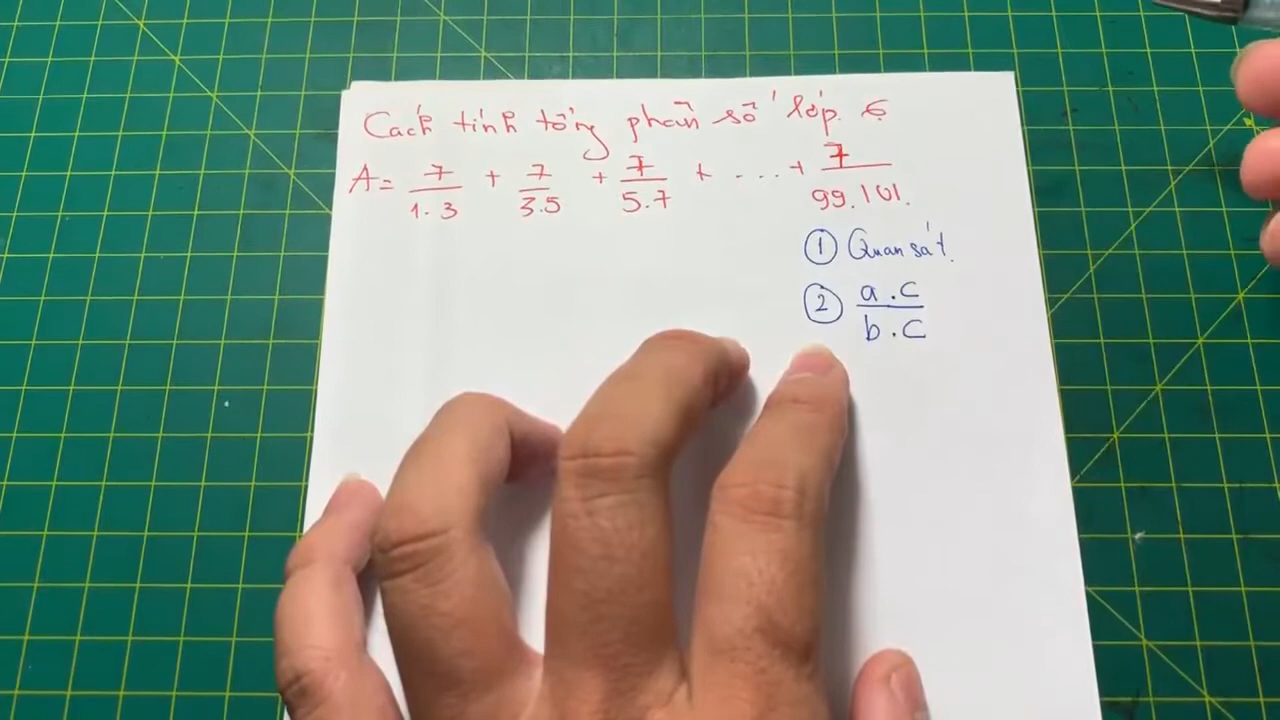 Cách tính tổng phân số lớp 6
A = 7/1.3 + 7/3.5 + 7/5.7 + ... + 7/99.101.
① Quan sát.
② a.c/b.c